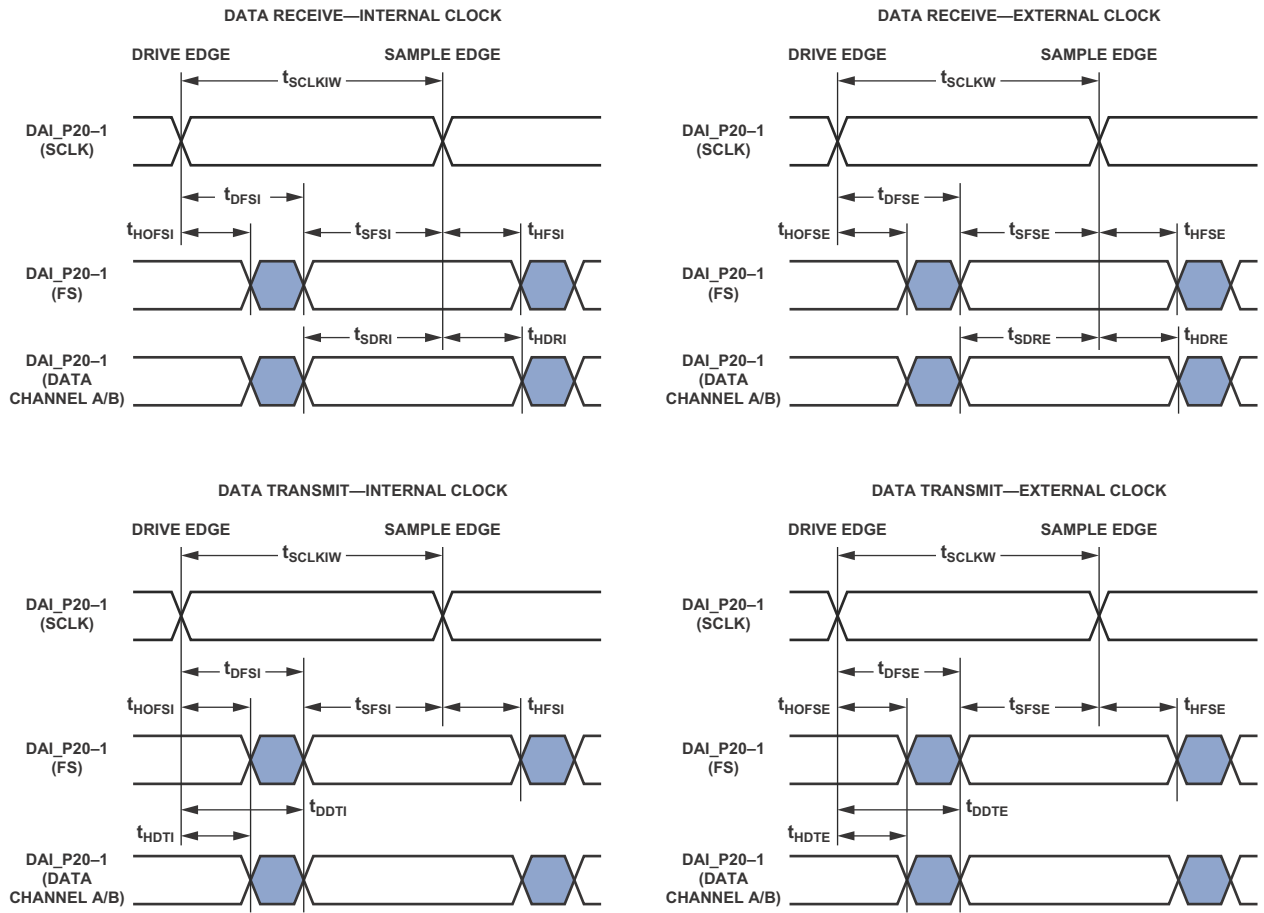 DATA RECEIVE—INTERNAL CLOCK
DRIVE EDGE
SAMPLE EDGE
tSCLKIW
DAI_P20–1
(SCLK)
tDFSI
tHOFSI
tSFSI
tHFSI
DAI_P20–1
(FS)
tSDRI
tHDRI
DAI_P20–1
(DATA
CHANNEL A/B)
DATA RECEIVE—EXTERNAL CLOCK
DRIVE EDGE
SAMPLE EDGE
tSCLKW
DAI_P20–1
(SCLK)
tDFSE
tHOFSE
tSFSE
tHFSE
DAI_P20–1
(FS)
tSDRE
tHDRE
DAI_P20–1
(DATA
CHANNEL A/B)
DATA TRANSMIT—INTERNAL CLOCK
DRIVE EDGE
SAMPLE EDGE
tSCLKIW
DAI_P20–1
(SCLK)
tDFSI
tHOFSI
tSFSI
tHFSI
DAI_P20–1
(FS)
tDDTI
tHDTI
DAI_P20–1
(DATA
CHANNEL A/B)
DATA TRANSMIT—EXTERNAL CLOCK
DRIVE EDGE
SAMPLE EDGE
tSCLKW
DAI_P20–1
(SCLK)
tDFSE
tHOFSE
tSFSE
tHFSE
DAI_P20–1
(FS)
tDDTE
tHDTE
DAI_P20–1
(DATA
CHANNEL A/B)